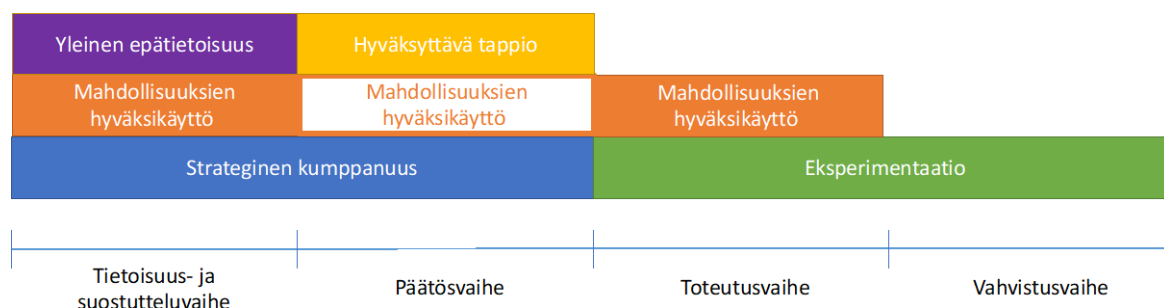 Yleinen epätietoisuus
Hyväksyttävä tappio
Mahdollisuuksien
hyväksikäyttö
Mahdollisuuksien
hyväksikäyttö
Mahdollisuuksien
hyväksikäyttö
Strateginen kumppanuus
Eksperimentaatio
Tietoisuus- ja
suostutteluvaihe
Päätösvaihe
Toteutusvaihe
Vahvistusvaihe